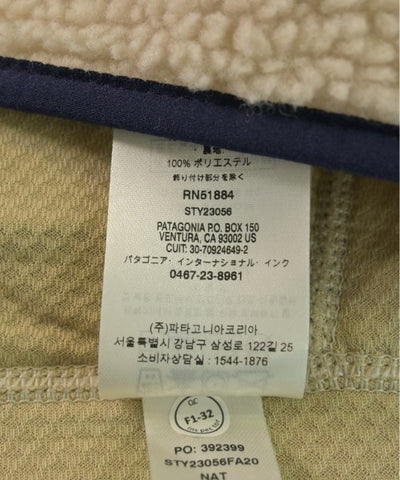 100% ポリエステル
飾り付け部分を除く
RN51884
STY23056
PATAGONIA P.O. BOX 150
VENTURA, CA 93002 US
CUIT: 30-70924649-2
パタゴニア・インターナショナル・インク
0467-23-8961
(주)파타고니아코리아
서울특별시 강남구 삼성로 122길 25
소비자상담실 : 1544-1876
QC
F1-32
PO: 392399
STY23056FA20
NAT